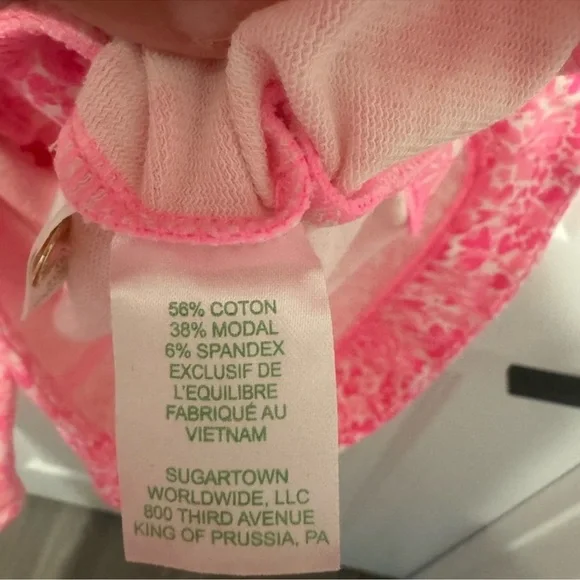 56% COTON
38% MODAL
6% SPANDEX
EXCLUSIF DE
L'EQUILIBRE
FABRIQUÉ AU
VIETNAM
SUGARTOWN
WORLDWIDE, LLC
800 THIRD AVENUE
KING OF PRUSSIA, PA